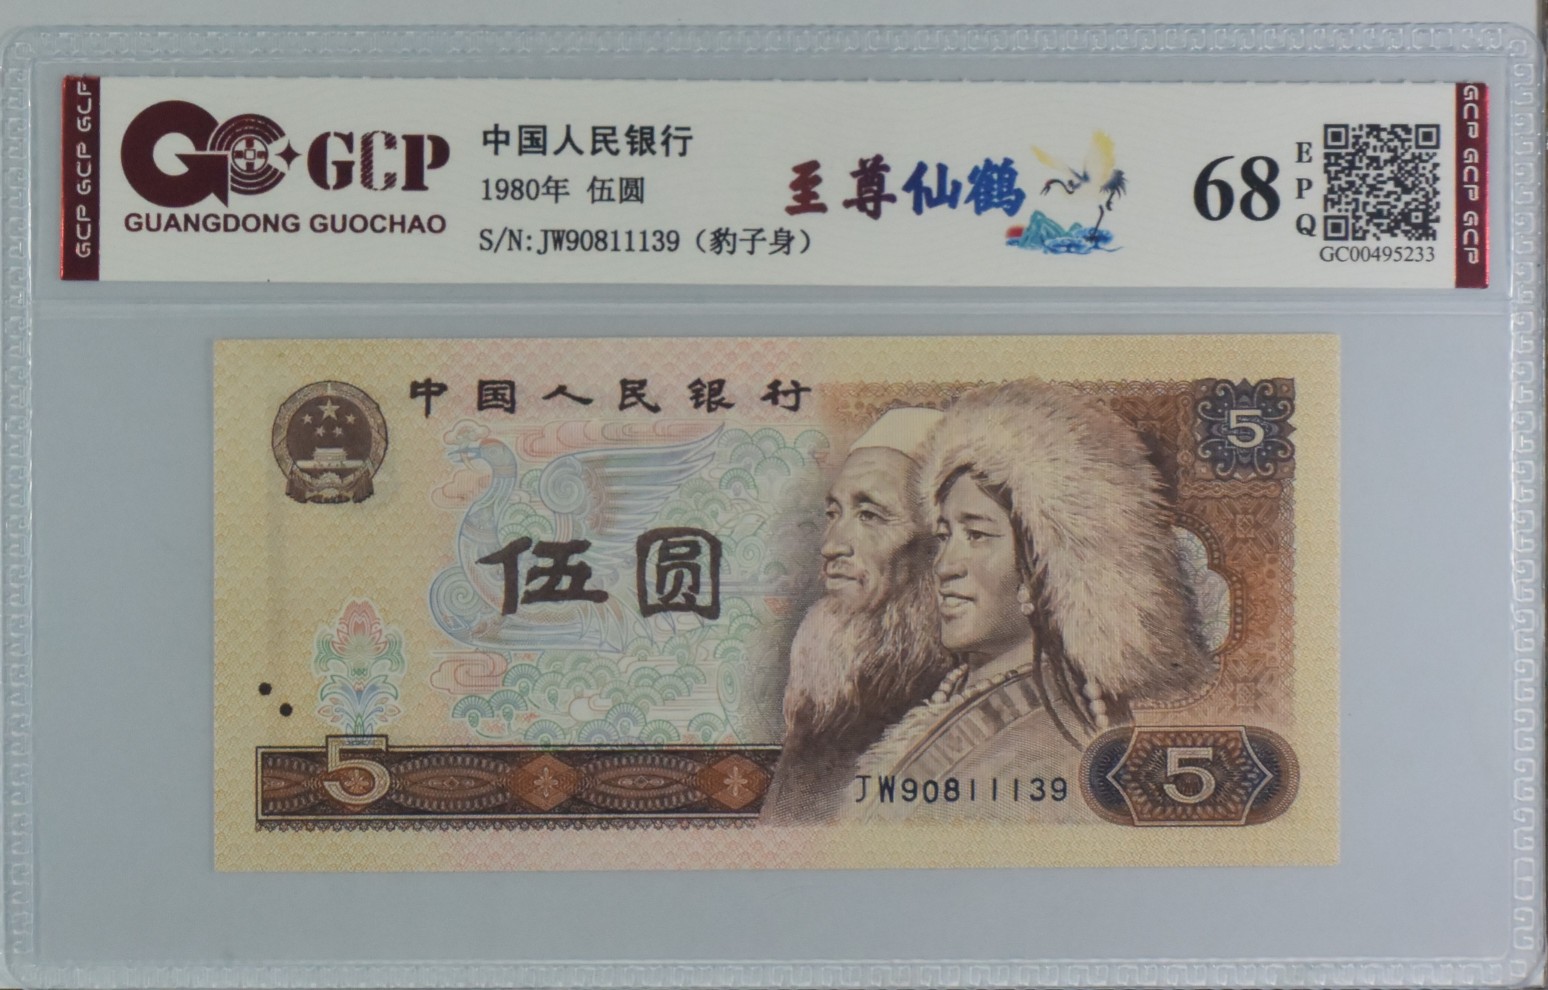 GCP GCP GCP
GCP
GUANGDONG GUOCHAO
中国人民银行
1980年 伍圆
S/N:JW90811139（豹子身）
至尊仙鹤
68
EPQ
GC00495233
GCP GCP GCP
中国人民银行
5
伍圆
5
JW90811139
5